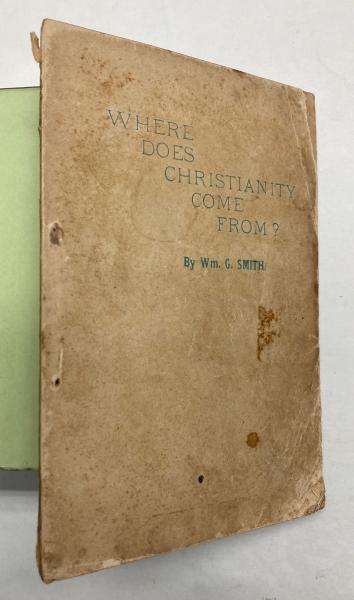 WHERE
DOES
CHRISTIANITY
COME
FROM?
By Wm. G. SMITH